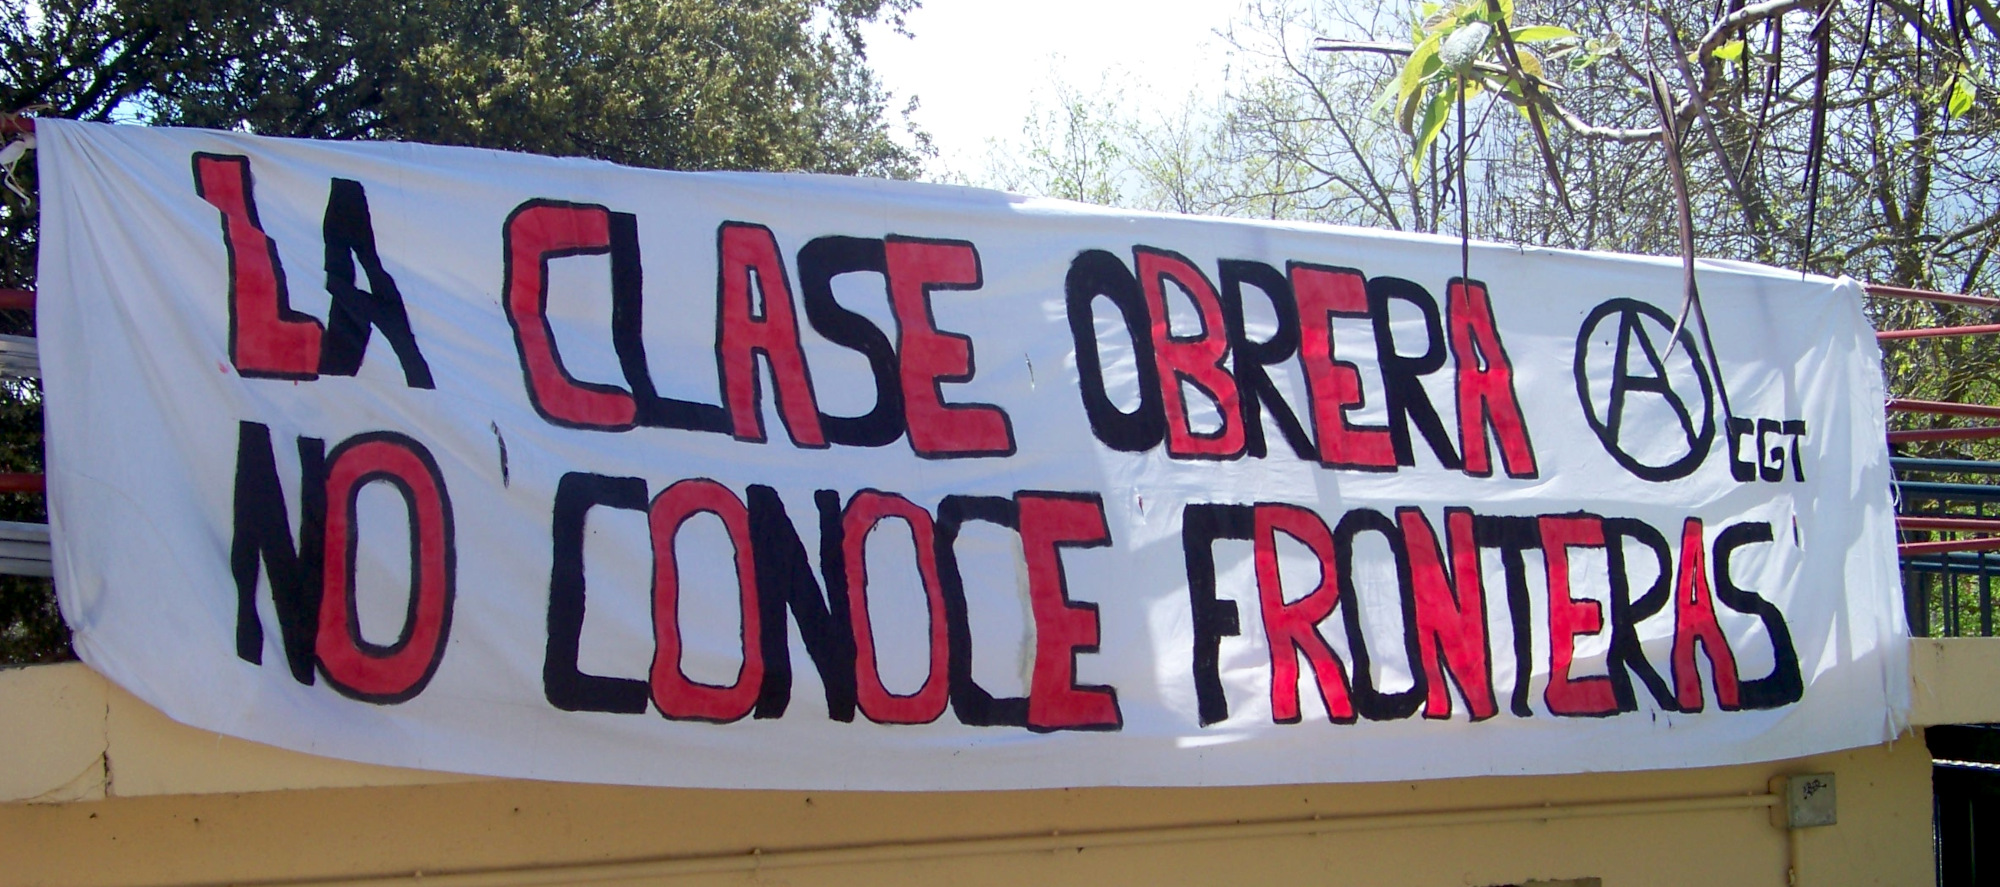 LA CLASE OBRERA Ⓐ CGT
NO CONOCE FRONTERAS